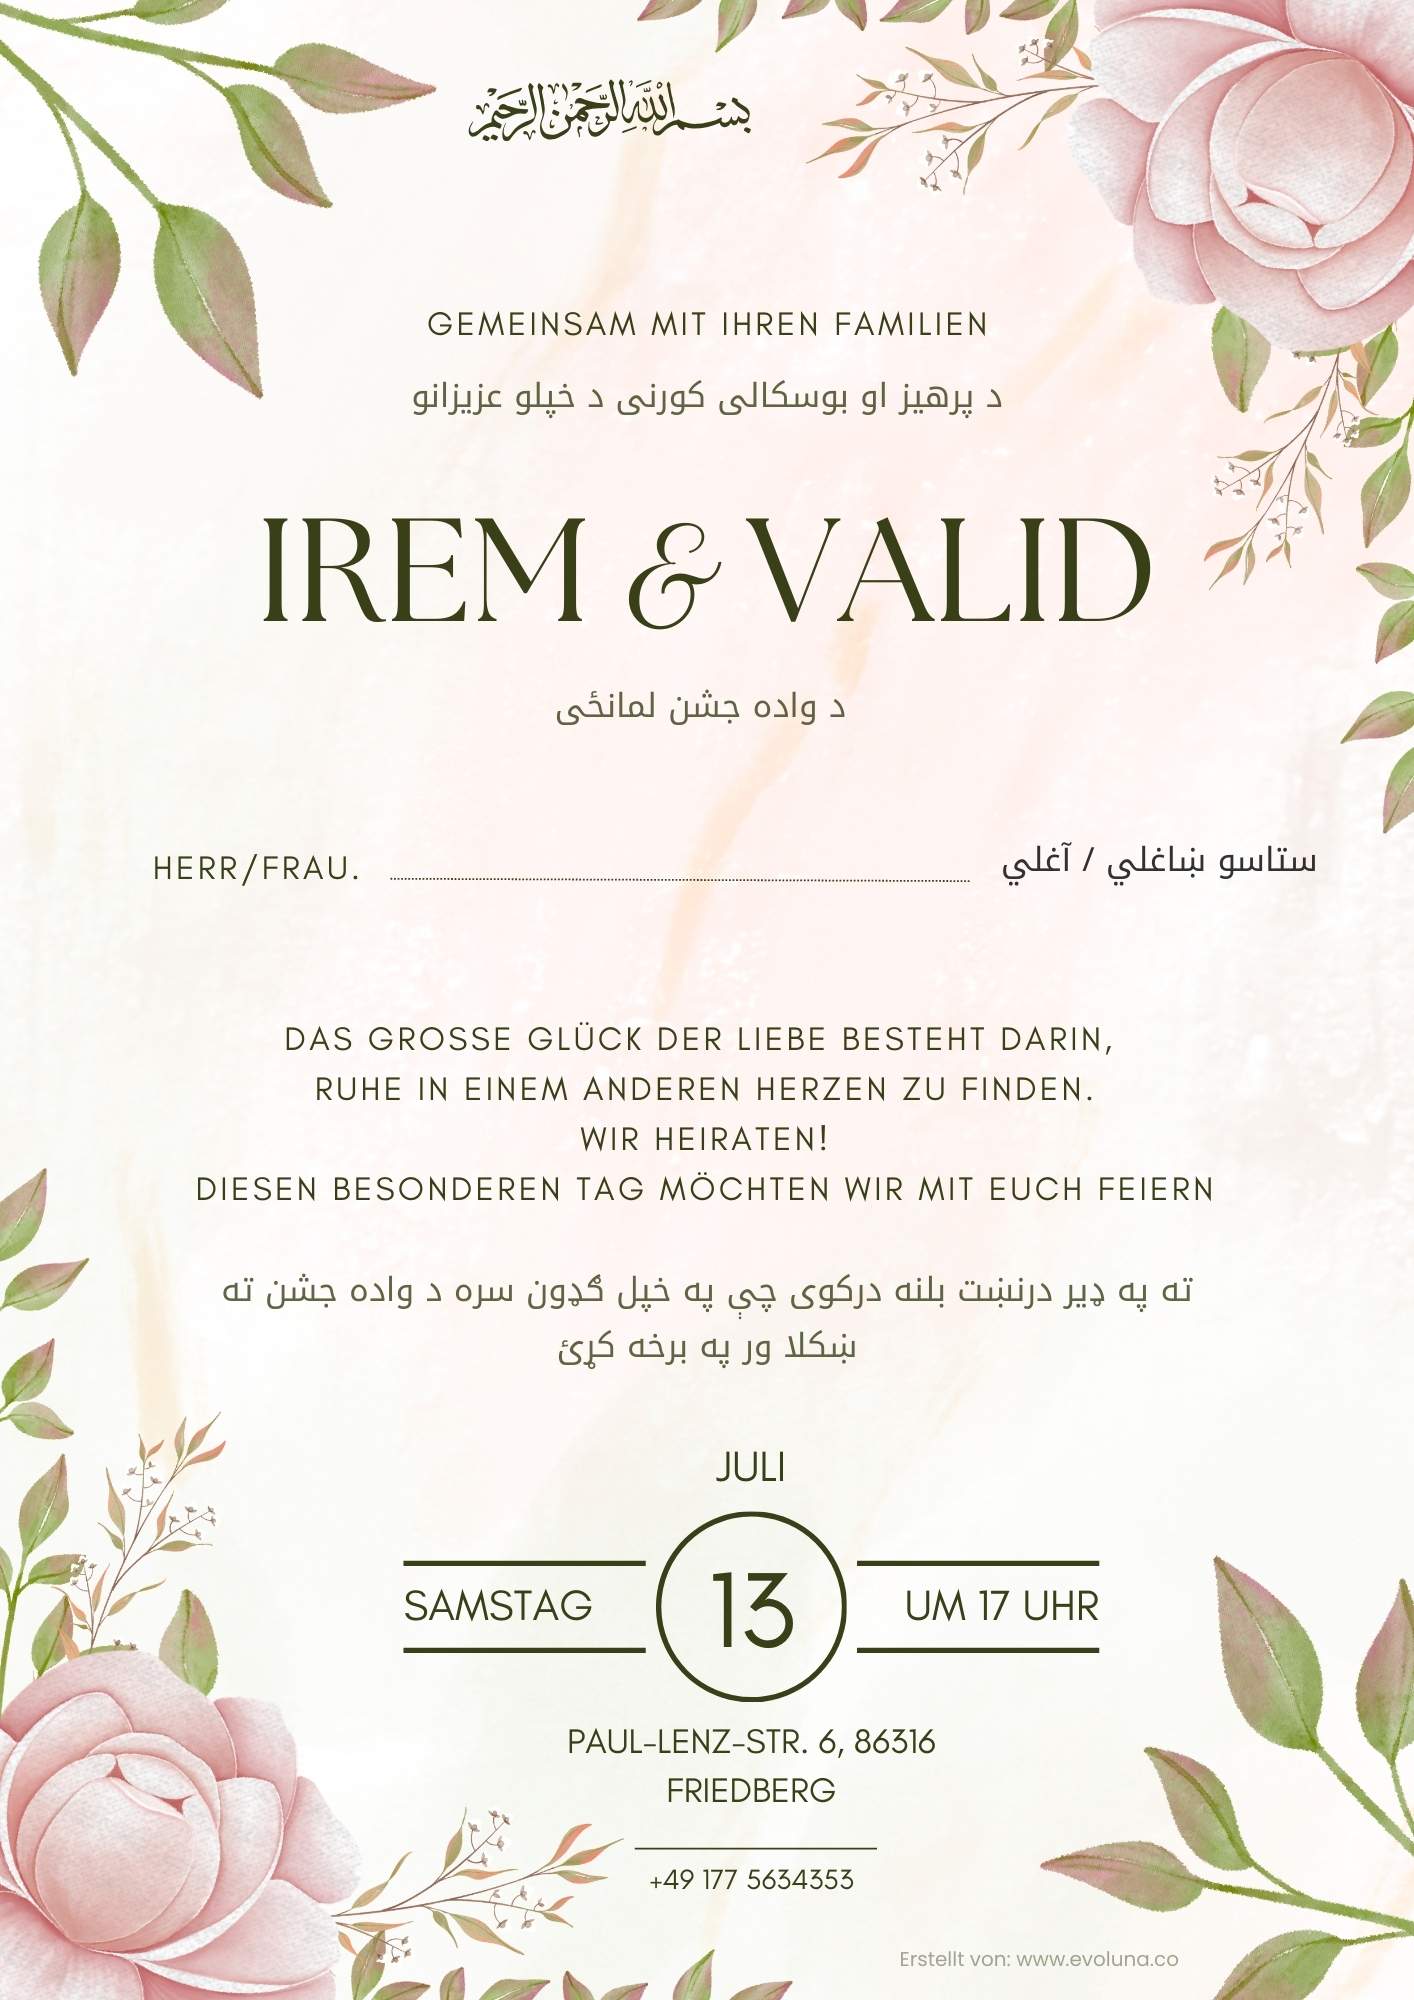 بسم الله الرحمن الرحيم
GEMEINSAM MIT IHREN FAMILIEN
د پرهیز او بوسکالی کورنی د خپلو عزیزانو
IREM & VALID
د واده جشن لمانځی
HERR/FRAU. ستاسو ښاغلي / آغلي
DAS GROSSE GLÜCK DER LIEBE BESTEHT DARIN,
RUHE IN EINEM ANDEREN HERZEN ZU FINDEN.
WIR HEIRATEN!
DIESEN BESONDEREN TAG MÖCHTEN WIR MIT EUCH FEIERN
ته په ډیر درنښت بلنه درکوی چې په خپل ګډون سره د واده جشن ته
ښکلا ور په برخه کړئ
JULI
SAMSTAG 13 UM 17 UHR
PAUL-LENZ-STR. 6, 86316
FRIEDBERG
+49 177 5634353
Erstellt von: www.evoluna.co